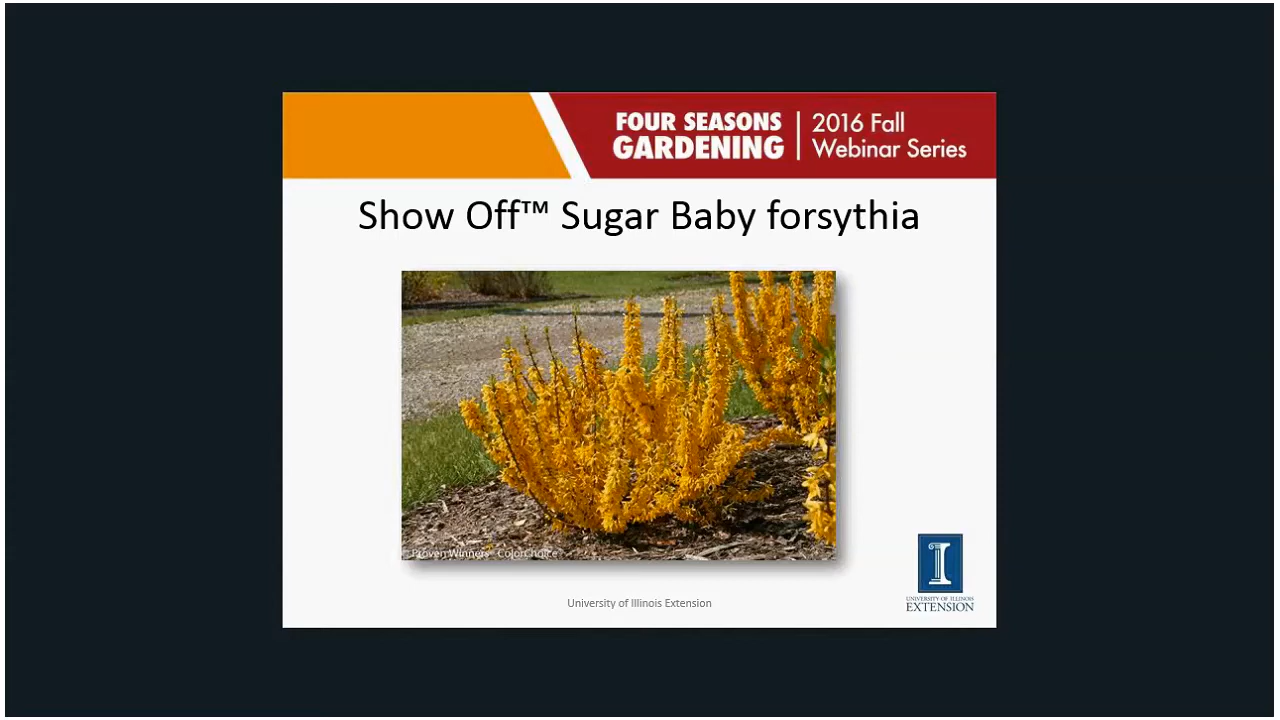 FOUR SEASONS
GARDENING
2016 Fall
Webinar Series
Show Off™ Sugar Baby forsythia
Proven Winners® ColorChoice®
University of Illinois Extension
UNIVERSITY OF ILLINOIS
EXTENSION